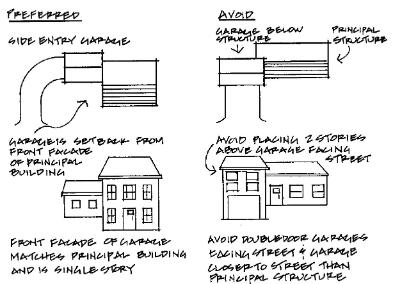 PREFERRED
SIDE ENTRY GARAGE
GARAGE IS SETBACK FROM
FRONT FACADE
OF PRINCIPAL
BUILDING
FRONT FACADE OF GARAGE
MATCHES PRINCIPAL BUILDING
AND IS SINGLE STORY
AVOID
GARAGE BELOW
STRUCTURE
PRINCIPAL
STRUCTURE
AVOID PLACING 2 STORIES
ABOVE GARAGE FACING
STREET
AVOID DOUBLEDOOR GARAGES
FACING STREET & GARAGE
CLOSER TO STREET THAN
PRINCIPAL STRUCTURE